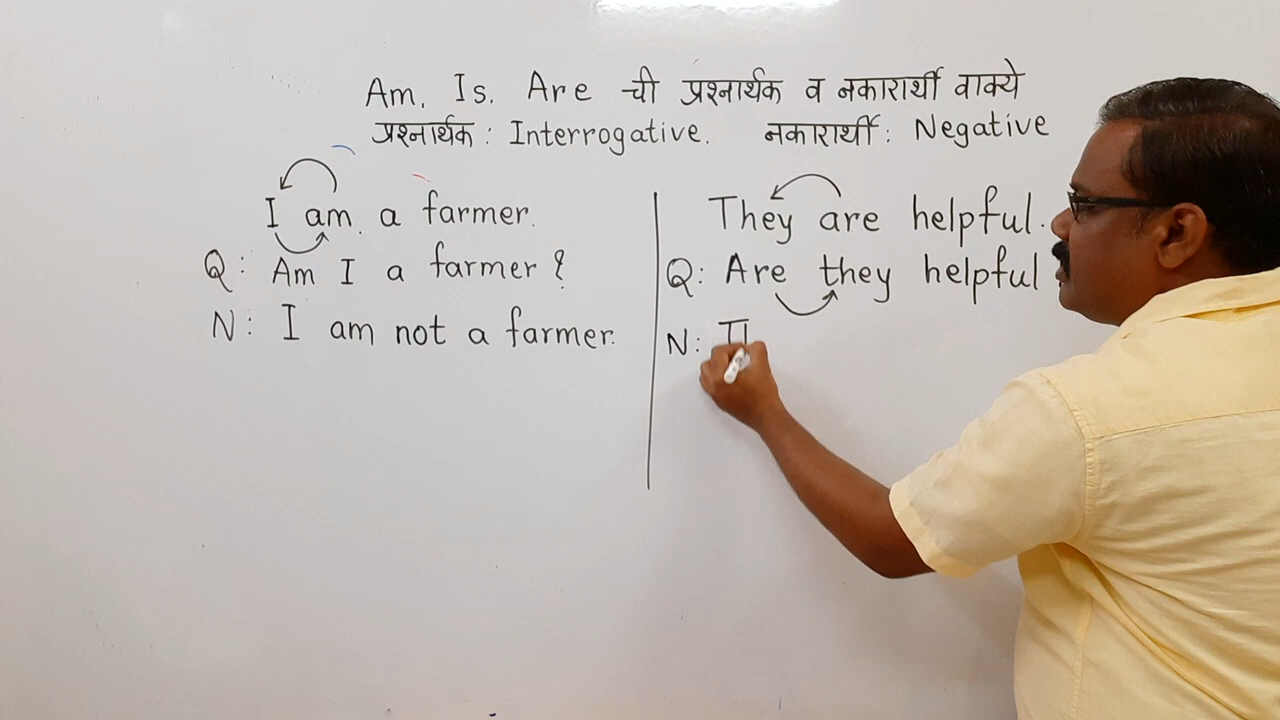 Am. Is. Are ची प्रश्नार्थक व नकारार्थी वाक्ये
प्रश्नार्थक : Interrogative. नकारार्थी : Negative
I am a farmer.
Q: Am I a farmer?
N: I am not a farmer.
They are helpful.
Q: Are they helpful
N: